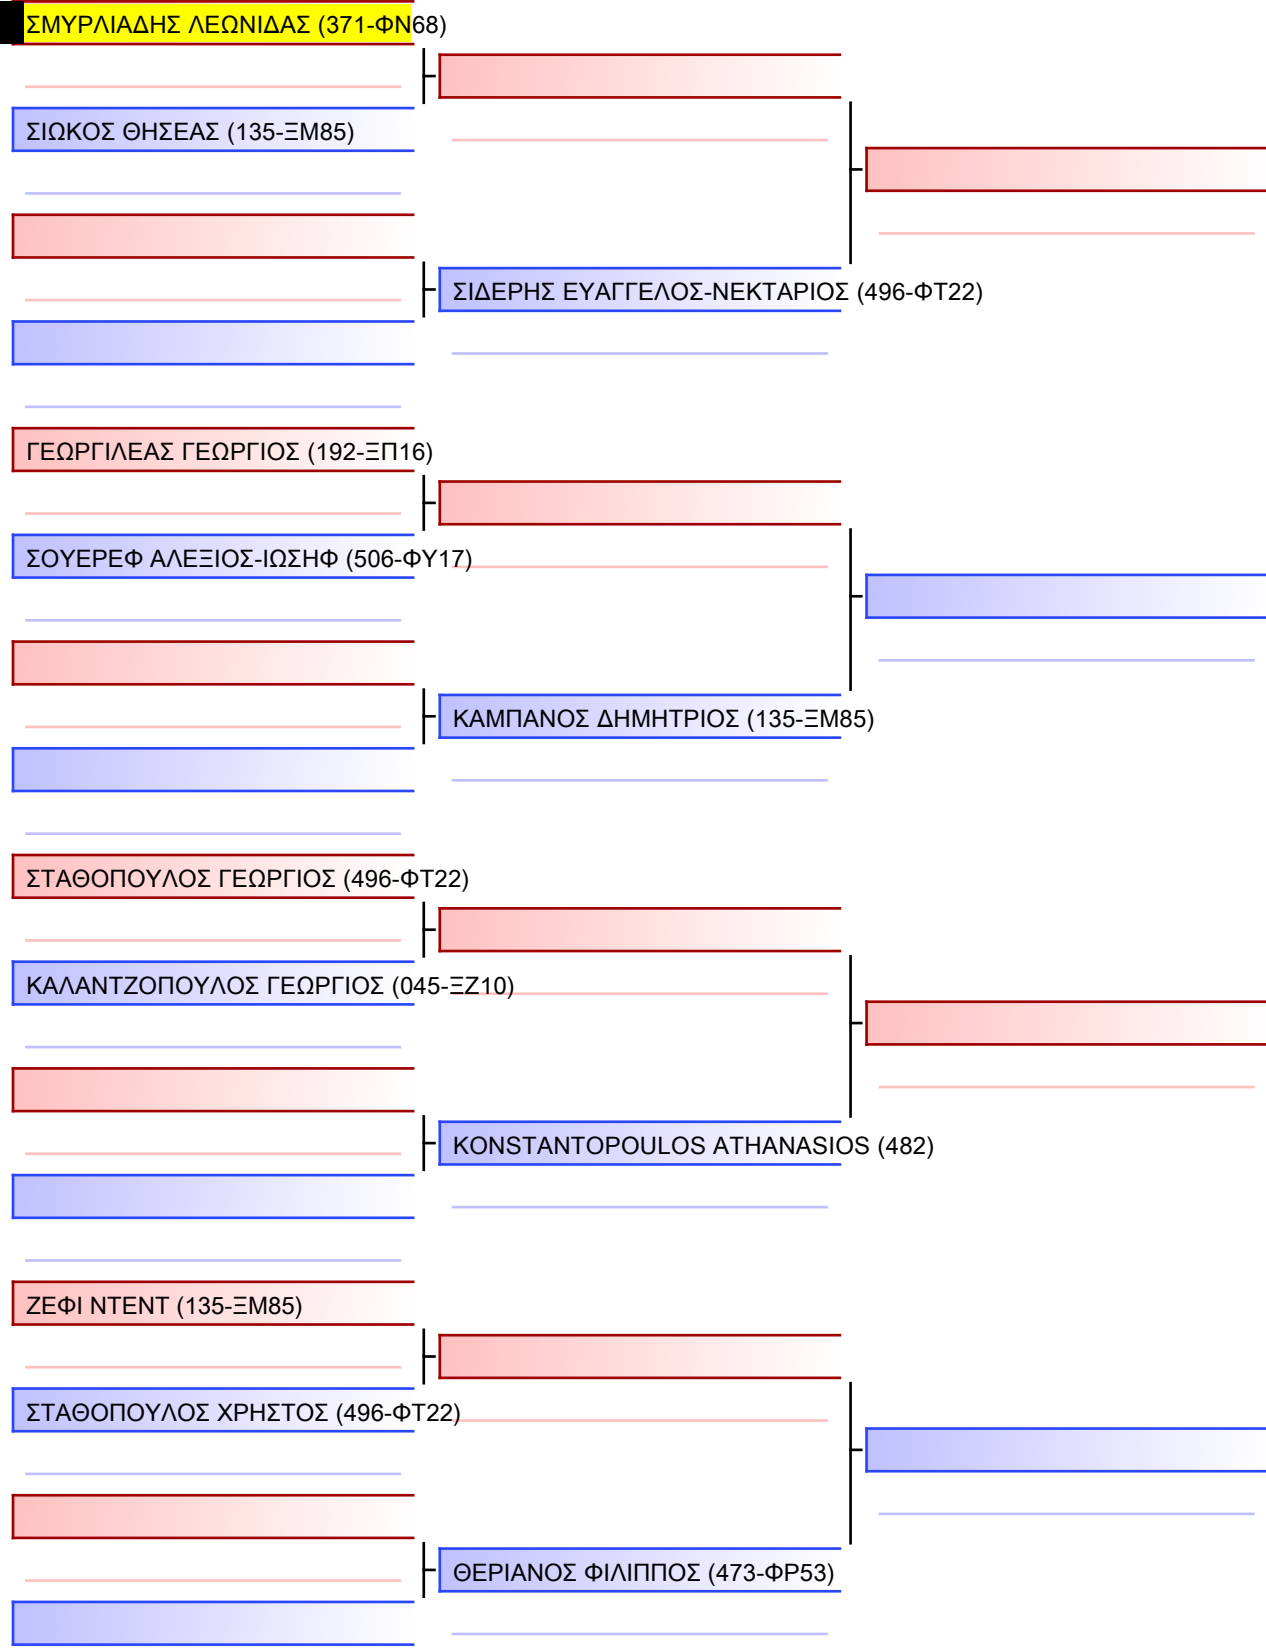 ΣΜΥΡΛΙΑΔΗΣ ΛΕΩΝΙΔΑΣ (371-ΦΝ68)
ΣΙΩΚΟΣ ΘΗΣΕΑΣ (135-ΞΜ85)
ΣΙΔΕΡΗΣ ΕΥΑΓΓΕΛΟΣ-ΝΕΚΤΑΡΙΟΣ (496-ΦΤ22)
ΓΕΩΡΓΙΛΕΑΣ ΓΕΩΡΓΙΟΣ (192-ΞΠ16)
ΣΟΥΕΡΕΦ ΑΛΕΞΙΟΣ-ΙΩΣΗΦ (506-ΦΥ17)
ΚΑΜΠΑΝΟΣ ΔΗΜΗΤΡΙΟΣ (135-ΞΜ85)
ΣΤΑΘΟΠΟΥΛΟΣ ΓΕΩΡΓΙΟΣ (496-ΦΤ22)
ΚΑΛΑΝΤΖΟΠΟΥΛΟΣ ΓΕΩΡΓΙΟΣ (045-ΞΖ10)
KONSTANTOPOULOS ATHANASIOS (482)
ΖΕΦΙ ΝΤΕΝΤ (135-ΞΜ85)
ΣΤΑΘΟΠΟΥΛΟΣ ΧΡΗΣΤΟΣ (496-ΦΤ22)
ΘΕΡΙΑΝΟΣ ΦΙΛΙΠΠΟΣ (473-ΦΡ53)